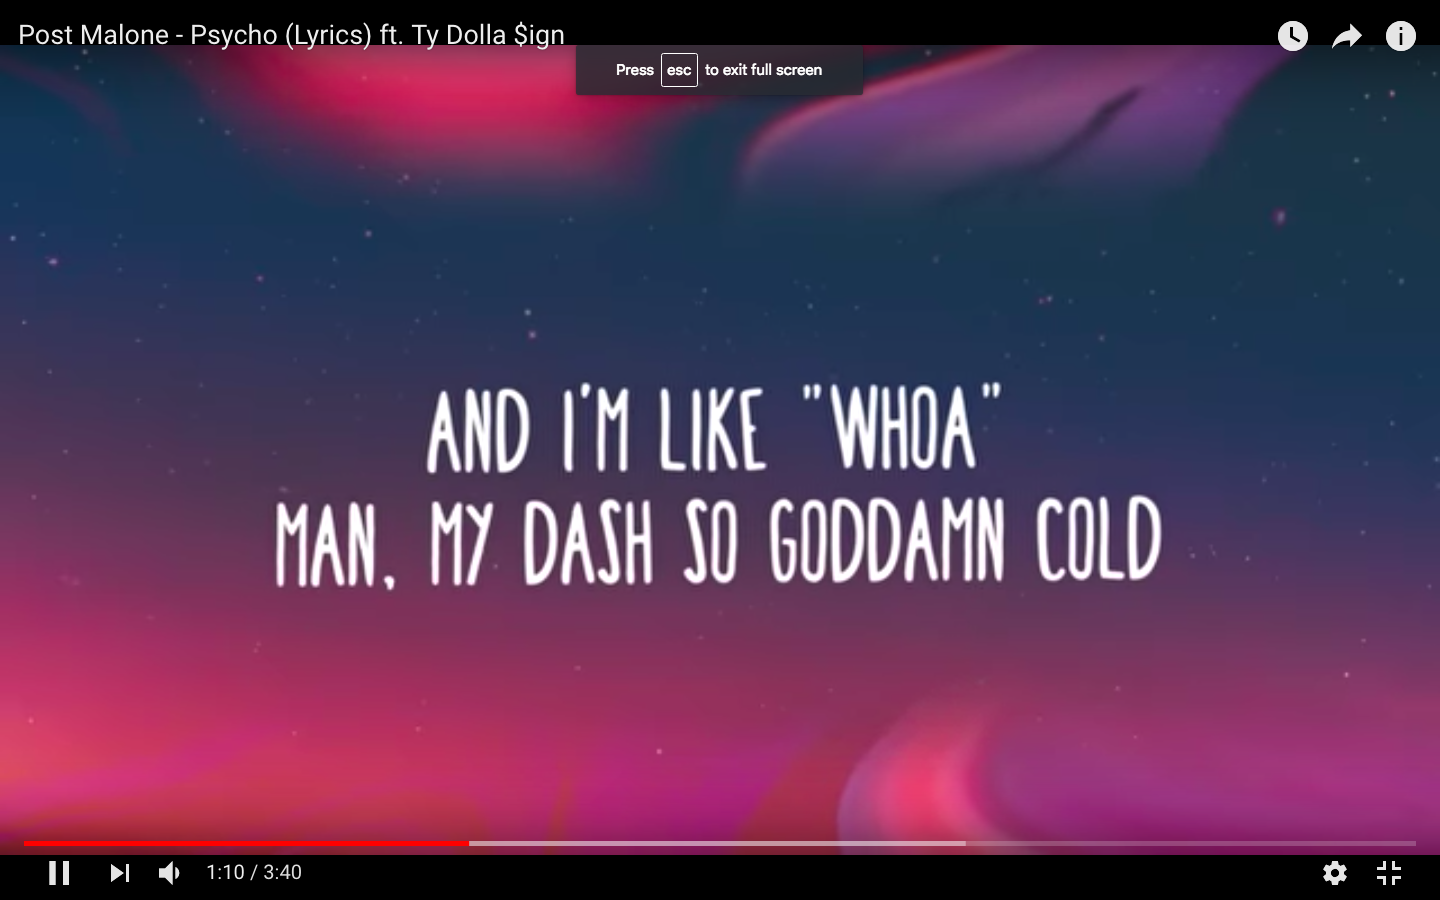 Post Malone - Psycho (Lyrics) ft. Ty Dolla $ign
Press esc to exit full screen
AND I'M LIKE "WHOA"
MAN, MY DASH SO GODDAMN COLD
1:10 / 3:40